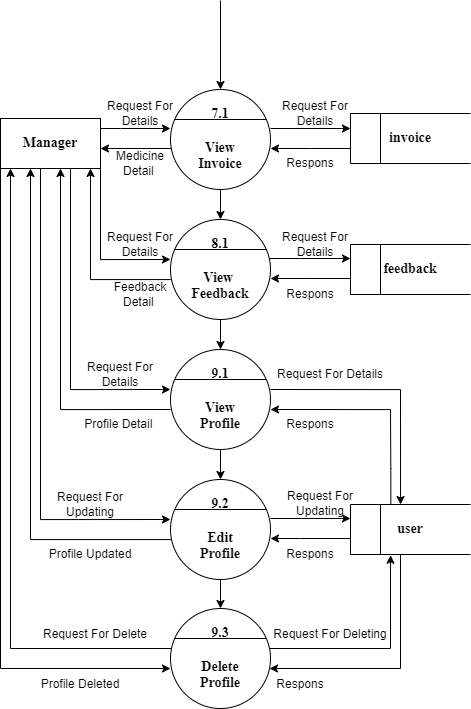 7.1
Request For
Details
Request For
Details
Manager
View
Invoice
invoice
Medicine
Detail
Respons
8.1
Request For
Details
Request For
Details
View
Feedback
feedback
Feedback
Detail
Respons
9.1
Request For
Details
Request For Details
View
Profile
Profile Detail
Respons
9.2
Request For
Updating
Request For
Updating
Edit
Profile
user
Profile Updated
Respons
9.3
Request For Delete
Request For Deleting
Delete
Profile
Profile Deleted
Respons